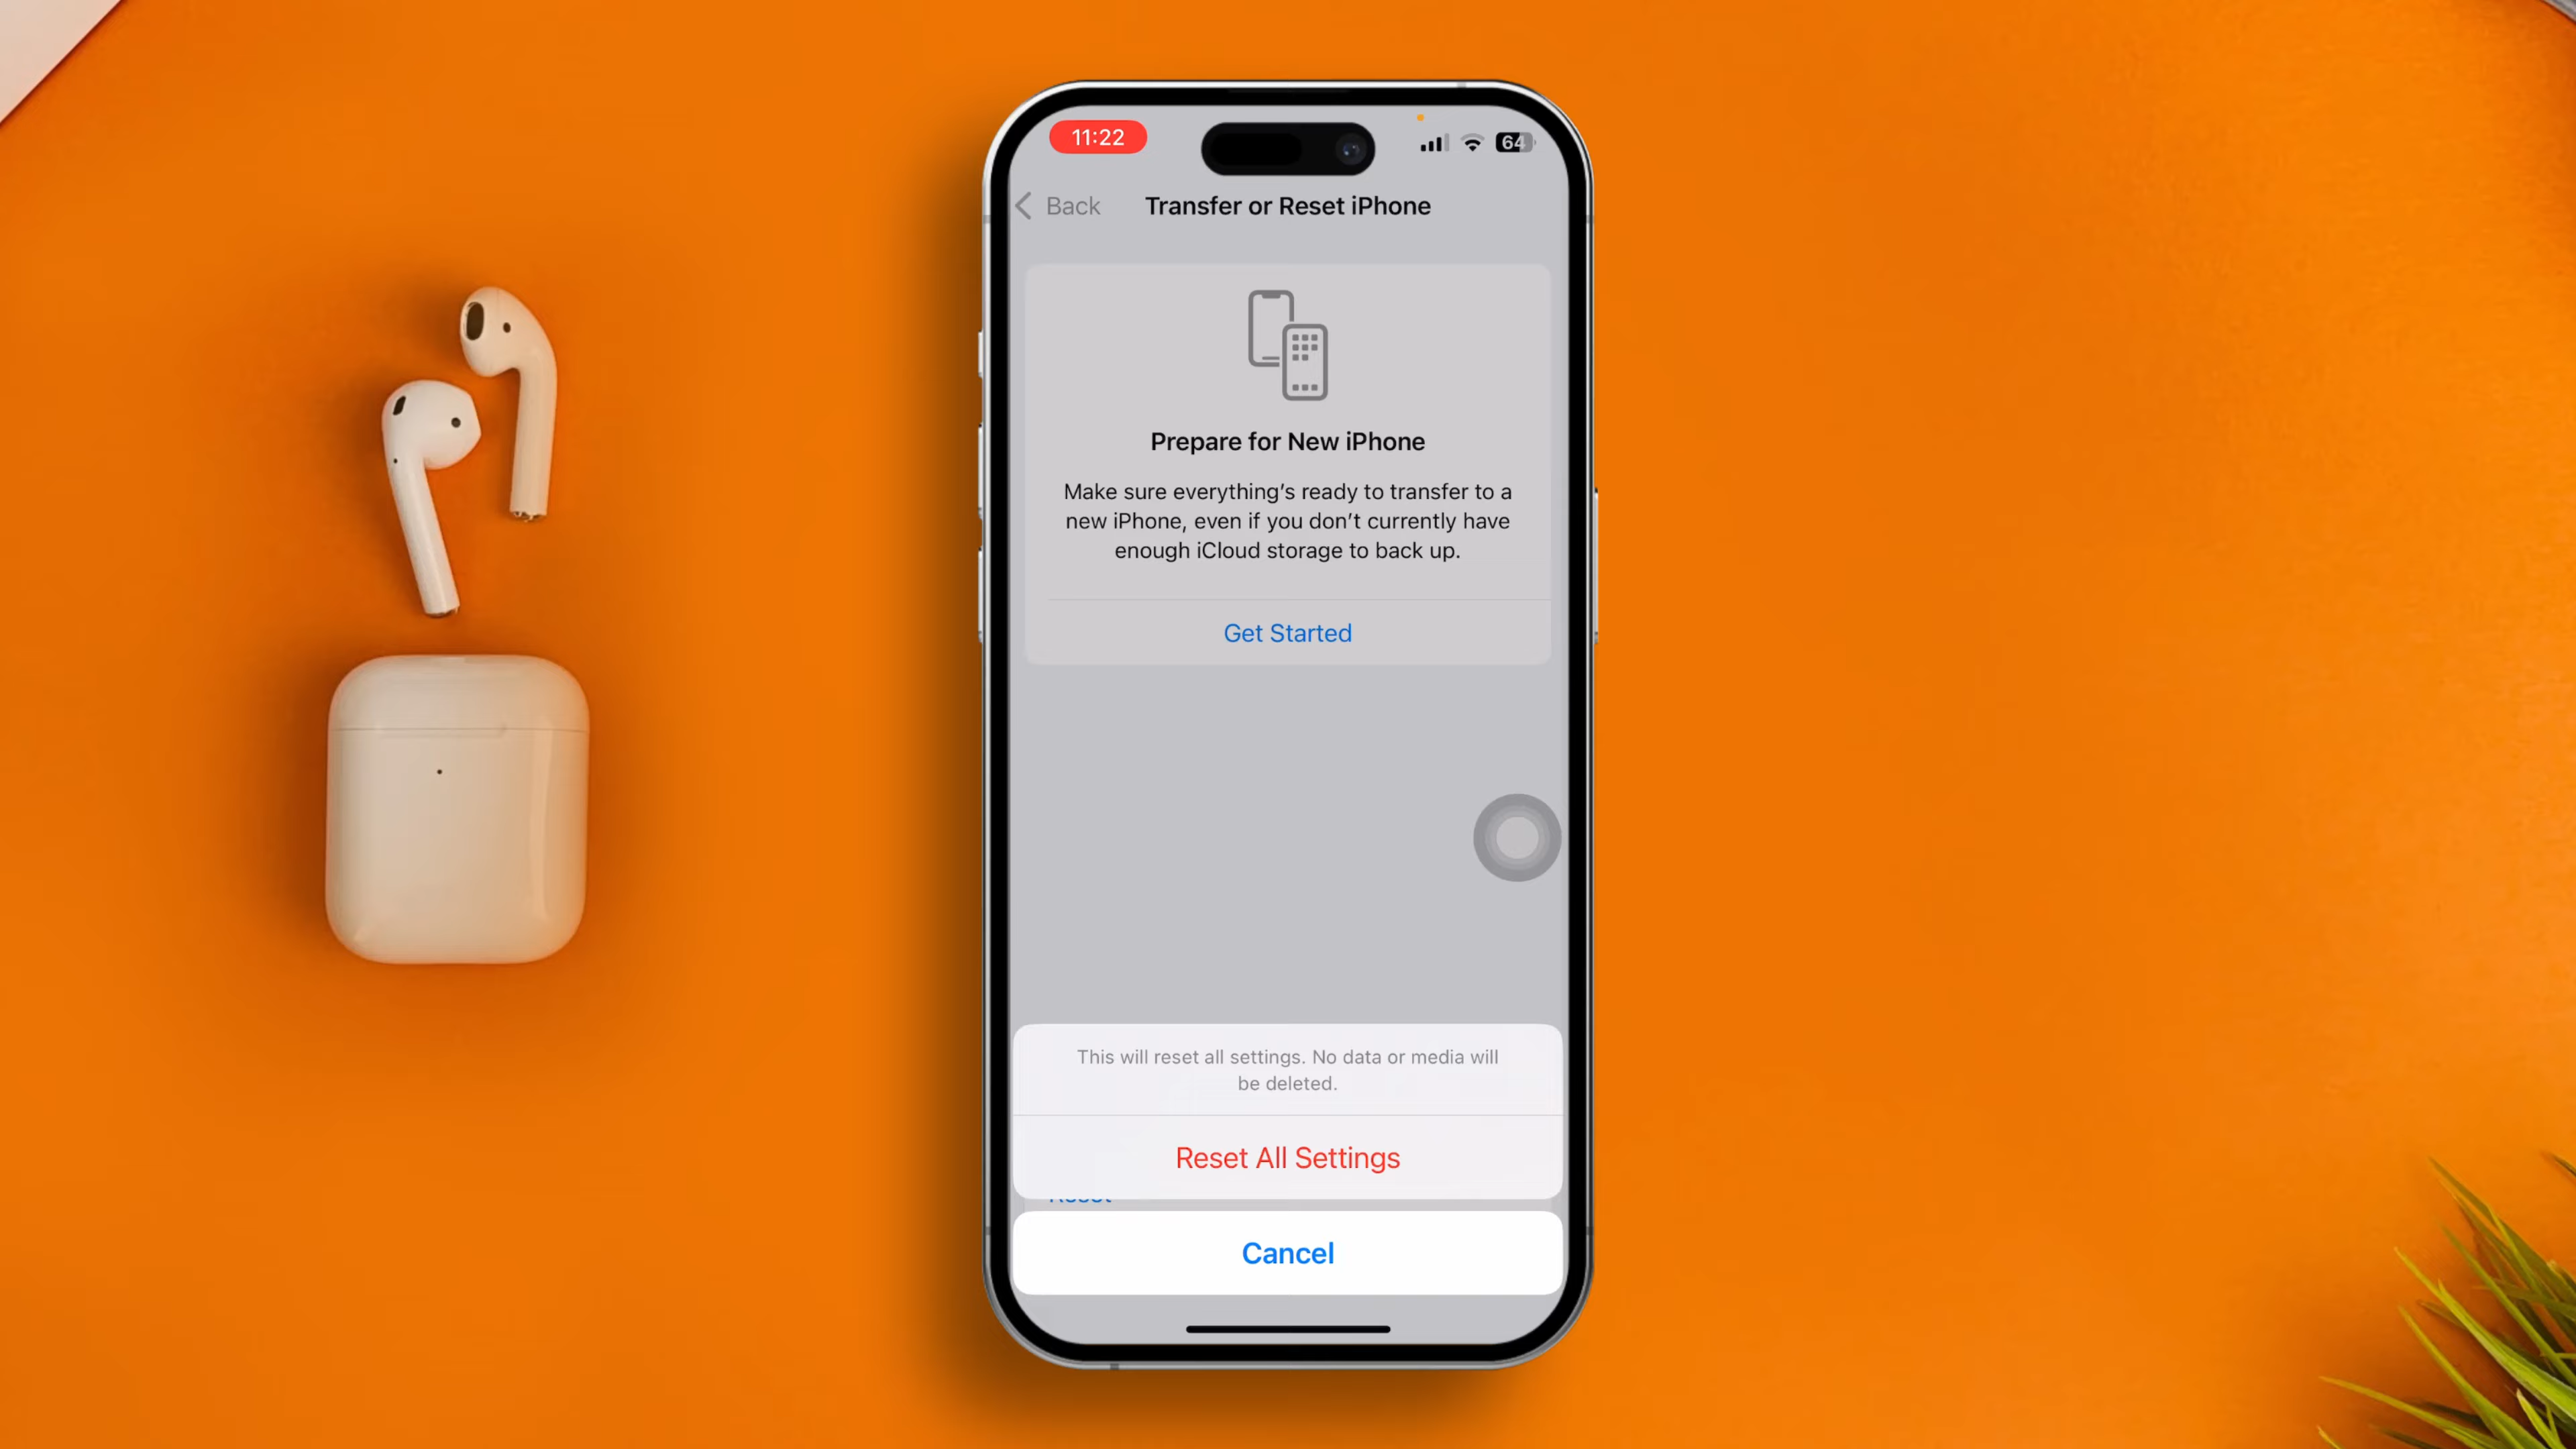 11:22
64
Back
Transfer or Reset iPhone
Prepare for New iPhone
Make sure everything's ready to transfer to a
new iPhone, even if you don't currently have
enough iCloud storage to back up.
Get Started
This will reset all settings. No data or media will
be deleted.
Reset All Settings
Reset
Cancel